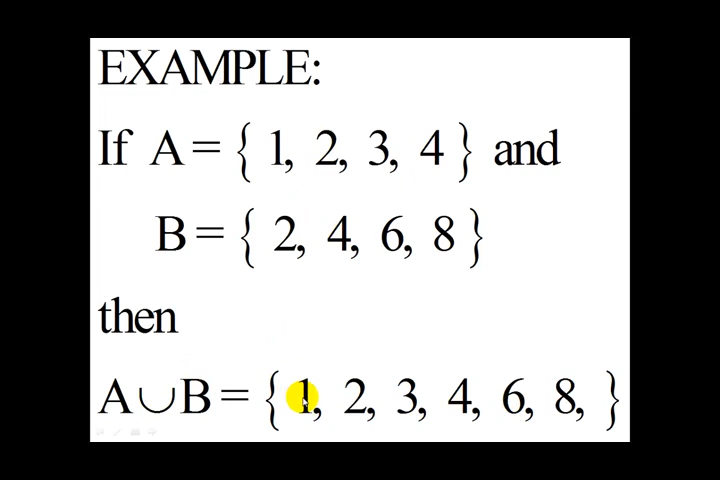 EXAMPLE:
If A = { 1, 2, 3, 4 } and
B = { 2, 4, 6, 8 }
then
A∪B = { 1, 2, 3, 4, 6, 8, }